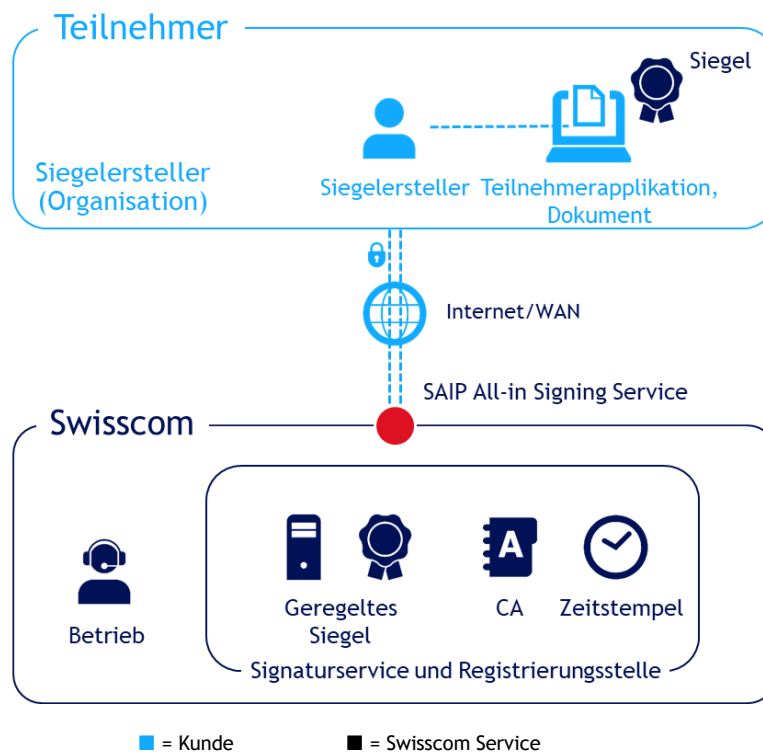 Teilnehmer
Siegel
Siegelersteller
(Organisation)
Siegelersteller
Teilnehmerapplikation,
Dokument
Internet/WAN
SAIP All-in Signing Service
Swisscom
Betrieb
Geregeltes
Siegel
A
CA
Zeitstempel
Signaturservice und Registrierungsstelle
= Kunde
= Swisscom Service